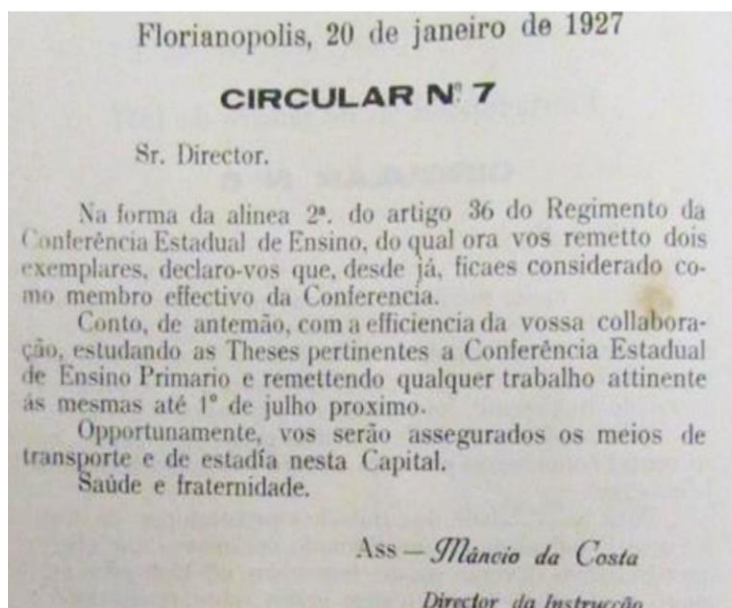 Florianopolis, 20 de janeiro de 1927
CIRCULAR Nº 7
Sr. Director.
Na forma da alinea 2ª. do artigo 36 do Regimento da
Conferência Estadual de Ensino, do qual ora vos remetto dois
exemplares, declaro-vos que, desde já, ficaes considerado co-
mo membro effectivo da Conferencia.
Conto, de antemão, com a efficiencia da vossa collabora-
ção, estudando as Theses pertinentes a Conferência Estadual
de Ensino Primario e remettendo qualquer trabalho attinente
ás mesmas até 1º de julho proximo.
Opportunamente, vos serão assegurados os meios de
transporte e de estadía nesta Capital.
Saúde e fraternidade.
Ass — Mâncio da Costa
Director da Instrucção